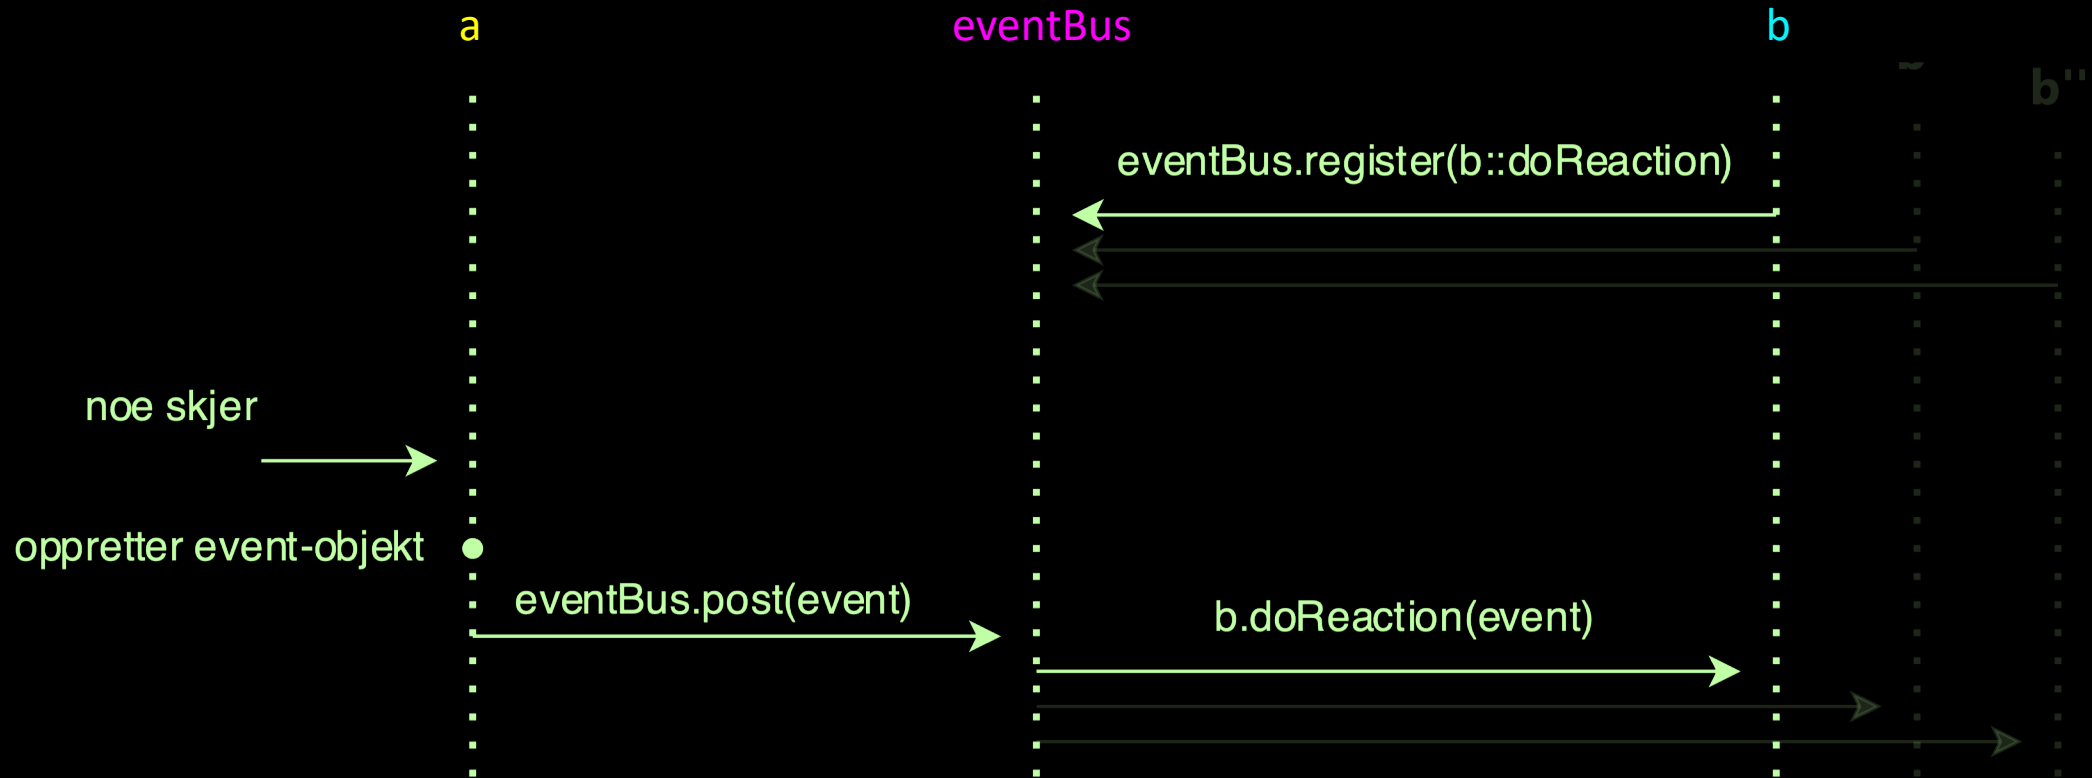 a
eventBus
b
b''
eventBus.register(b::doReaction)
noe skjer
oppretter event-objekt
eventBus.post(event)
b.doReaction(event)